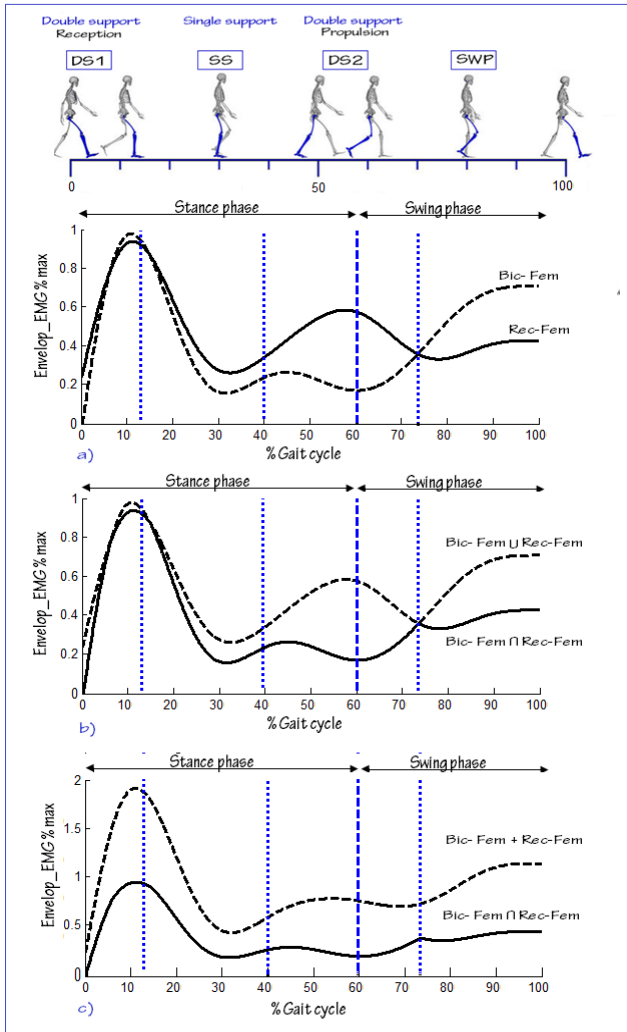 Double support Single support Double support
Reception Propulsion
DS1 SS DS2 SWP
0 50 100
Stance phase Swing phase
1
0.8
0.6
0.4
0.2
0
Envelop_EMG % max
Bic- Fem
Rec-Fem
0 10 20 30 40 50 60 70 80 90 100
% Gait cycle
a)
Stance phase Swing phase
1
0.8
0.6
0.4
0.2
0
Envelop_EMG % max
Bic- Fem ∪ Rec-Fem
Bic- Fem ∩ Rec-Fem
0 10 20 30 40 50 60 70 80 90 100
% Gait cycle
b)
Stance phase Swing phase
2
1.5
1
0.5
0
Envelop_EMG % max
Bic- Fem + Rec-Fem
Bic- Fem ∩ Rec-Fem
0 10 20 30 40 50 60 70 80 90 100
% Gait cycle
c)